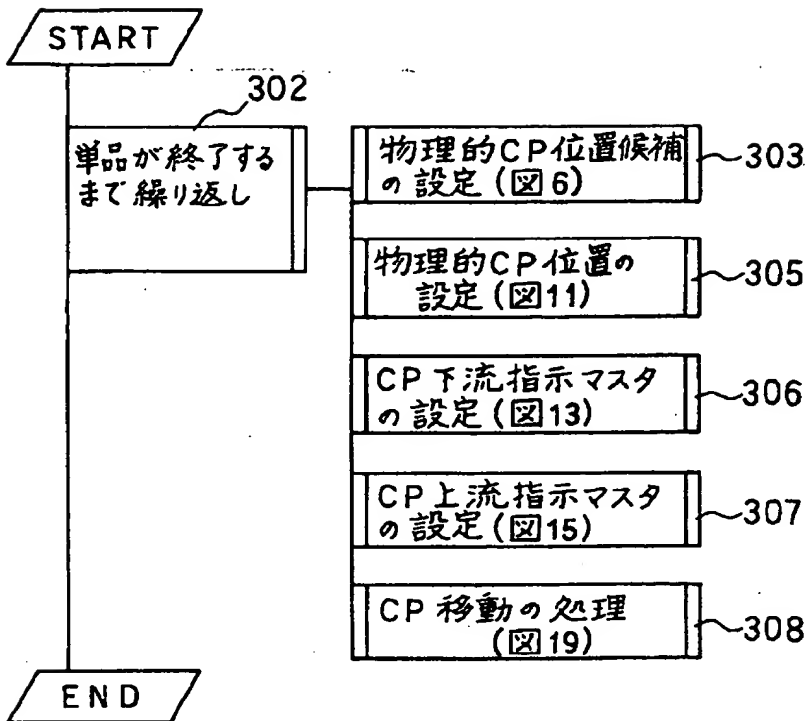 START
302
単品が終了する
まで繰り返し
物理的CP位置候補
の設定(図6)
303
物理的CP位置の
設定(図11)
305
CP下流指示マスタ
の設定(図13)
306
CP上流指示マスタ
の設定(図15)
307
CP移動の処理
(図19)
308
END